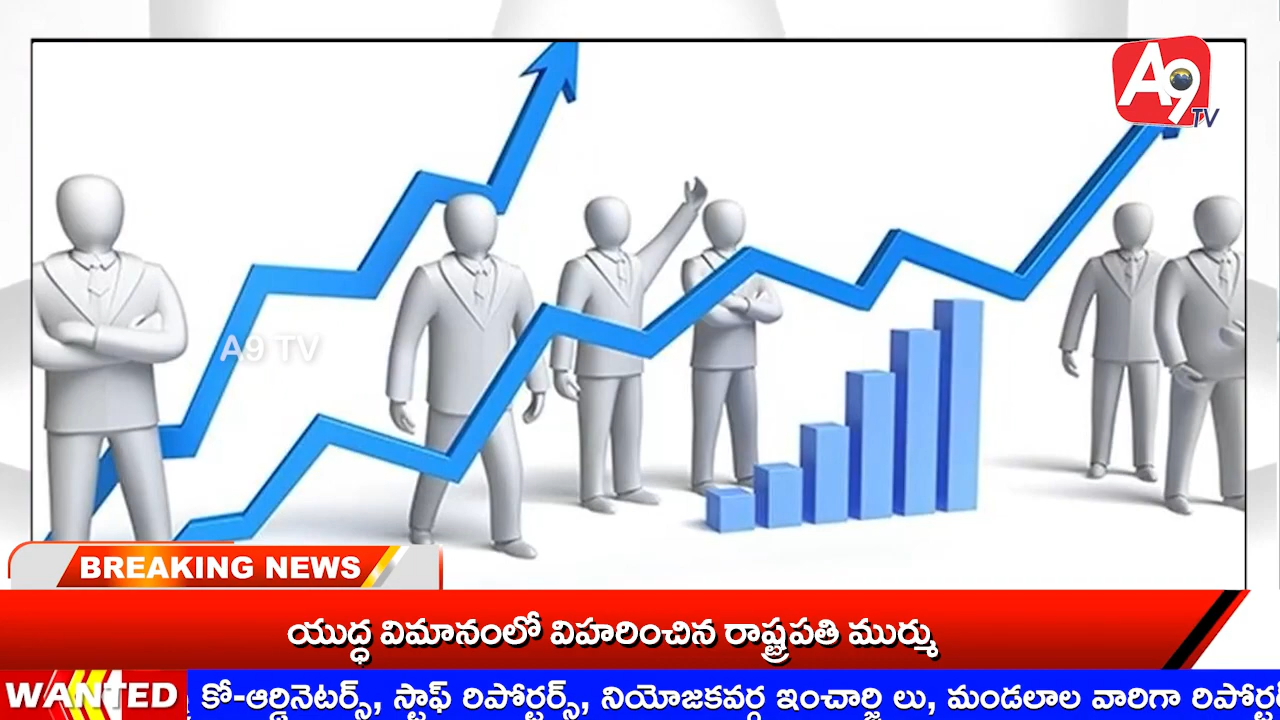 A9 TV
A9 TV
BREAKING NEWS
యుద్ధ విమానంలో విహరించిన రాష్ట్రపతి ముర్ము
WANTED
కో-ఆర్డినెటర్స్, స్టాఫ్ రిపోర్టర్స్, నియోజకవర్గ ఇంచార్జి లు, మండలాల వారిగా